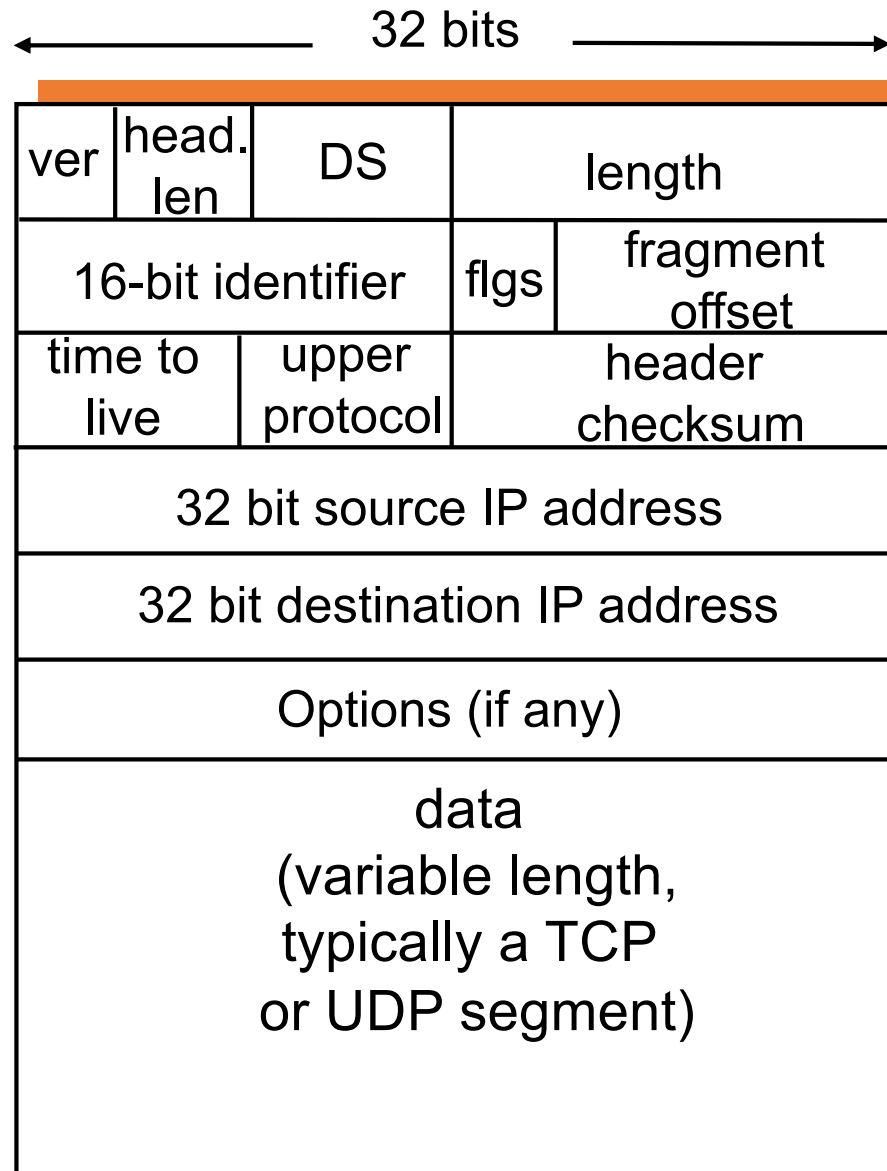 32 bits
ver
head.
len
DS
length
16-bit identifier
flgs
fragment
offset
time to
live
upper
protocol
header
checksum
32 bit source IP address
32 bit destination IP address
Options (if any)
data
(variable length,
typically a TCP
or UDP segment)